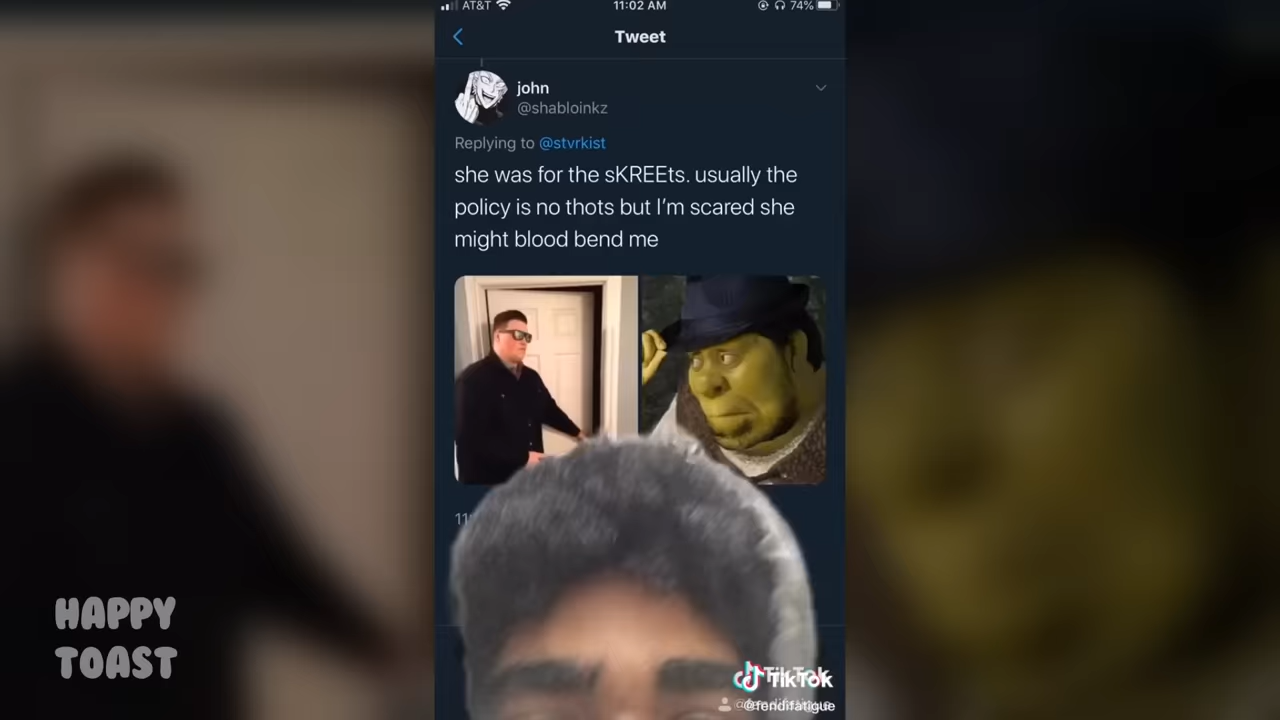 AT&T
11:02 AM
74%
Tweet
john
@shabloinkz
Replying to @stvrkist
she was for the sKREEts. usually the
policy is no thots but I'm scared she
might blood bend me
11
HAPPY
TOAST
TikTok
@fendifatigue